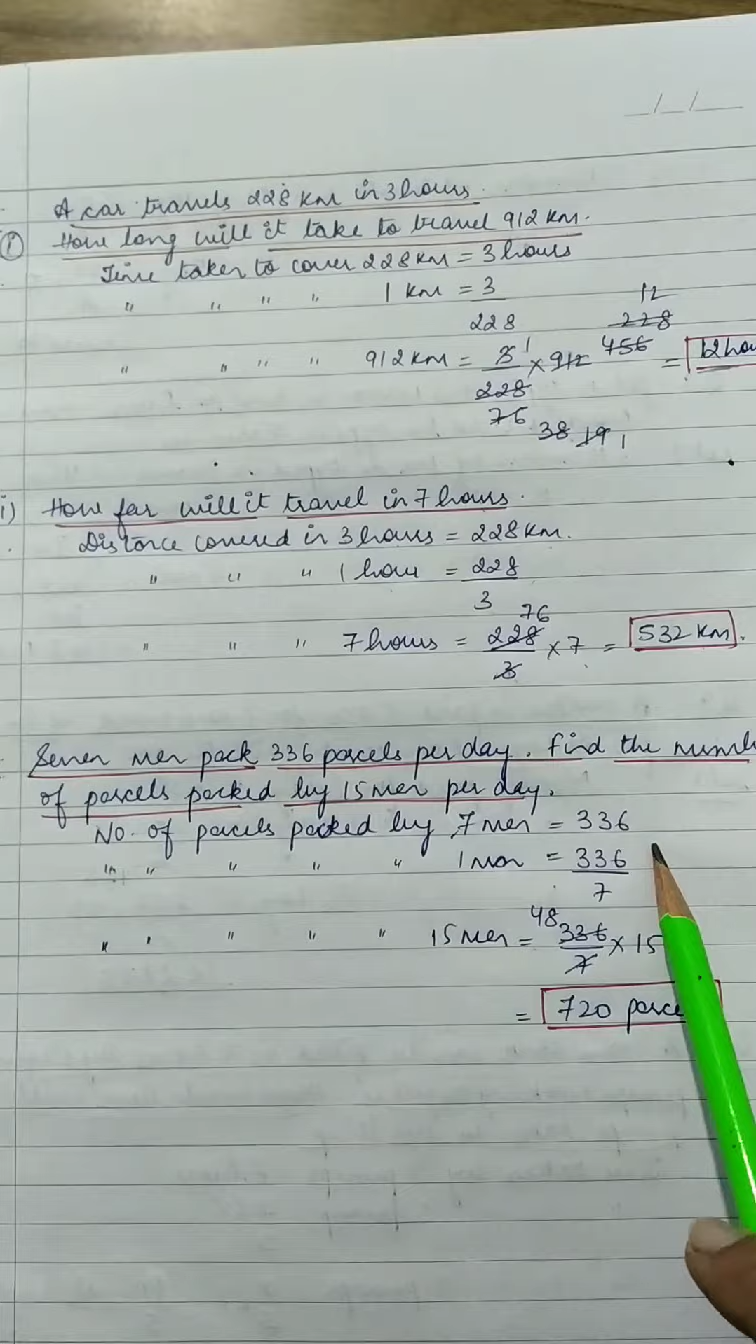 A car travels 228 km in 3 hours.
(i) How long will it take to travel 912 km.
Time taken to cover 228 km = 3 hours
" " " " 1 km = 3
228
12
228
" " " " 912 km = 3 1 × 912 456 = 12 hou
228
76 38 19 1
i) How far will it travel in 7 hours.
Distance covered in 3 hours = 228 km.
" " " 1 hour = 228
3
76
" " " 7 hours = 228 × 7 = 532 km.
3
Seven men pack 336 parcels per day. Find the numb
of parcels packed by 15 men per day.
No. of parcels packed by 7 men = 336
" " " " " 1 man = 336
7
" " " " " 15 men = 48 336 × 15
7
= 720 parce